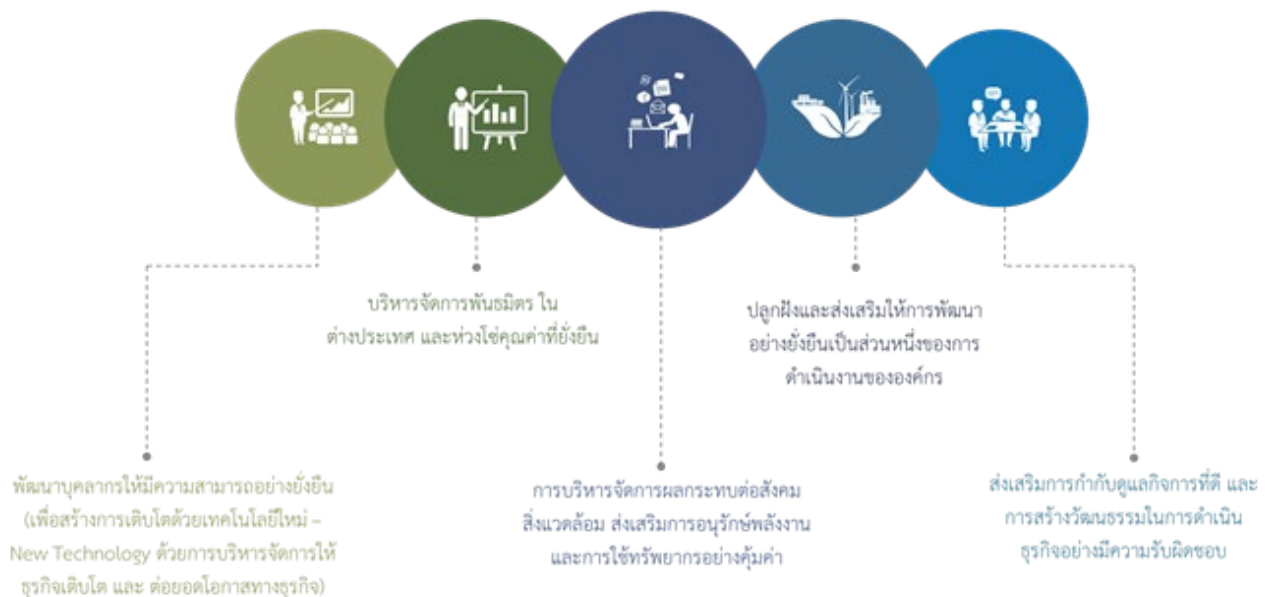 บริหารจัดการพันธมิตร ใน
ต่างประเทศ และห่วงโซ่คุณค่าที่ยั่งยืน
ปลูกฝังและส่งเสริมให้การพัฒนา
อย่างยั่งยืนเป็นส่วนหนึ่งของการ
ดำเนินงานขององค์กร
พัฒนาบุคลากรให้มีความสามารถอย่างยั่งยืน
(เพื่อสร้างการเติบโตด้วยเทคโนโลยีใหม่ –
New Technology ด้วยการบริหารจัดการให้
ธุรกิจเติบโต และ ต่อยอดโอกาสทางธุรกิจ)
การบริหารจัดการผลกระทบต่อสังคม
สิ่งแวดล้อม ส่งเสริมการอนุรักษ์พลังงาน
และการใช้ทรัพยากรอย่างคุ้มค่า
ส่งเสริมการกำกับดูแลกิจการที่ดี และ
การสร้างวัฒนธรรมในการดำเนิน
ธุรกิจอย่างมีความรับผิดชอบ